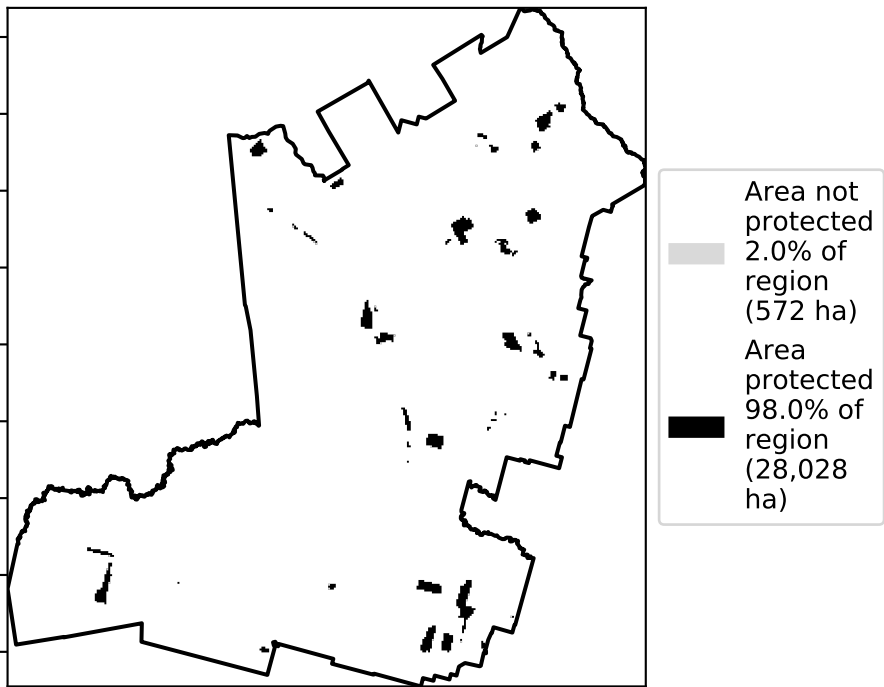 Area not
protected
2.0% of
region
(572 ha)
Area
protected
98.0% of
region
(28,028
ha)